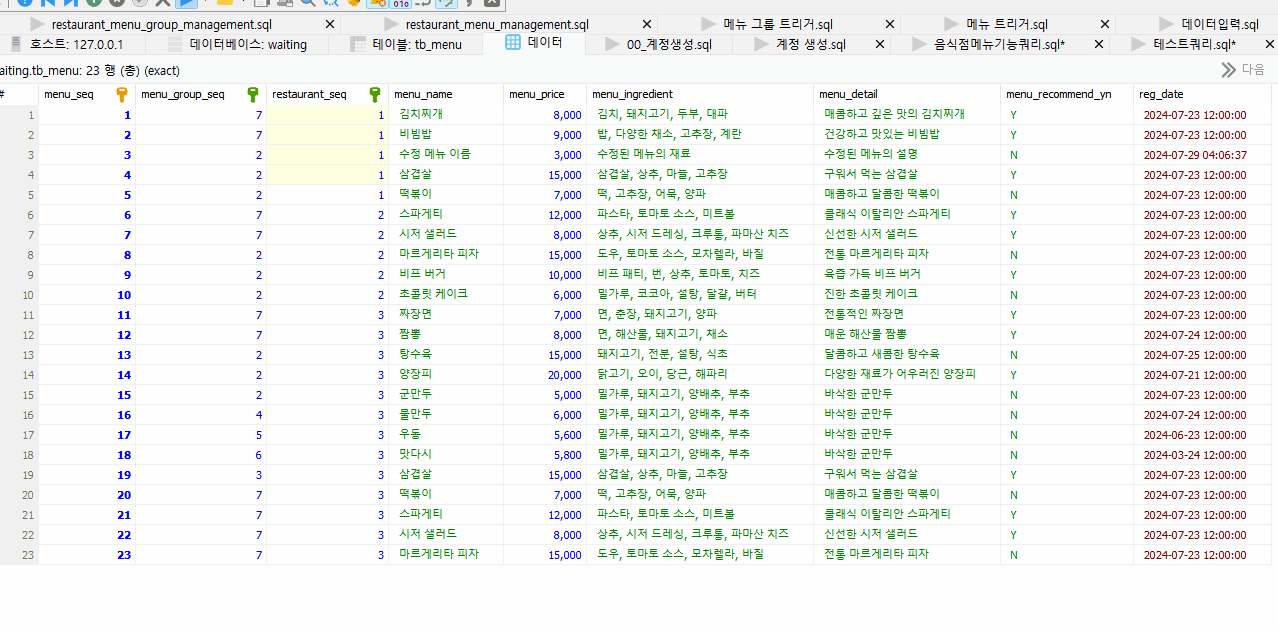 restaurant_menu_group_management.sql restaurant_menu_management.sql 메뉴 그룹 트리거.sql 메뉴 트리거.sql 데이터입력.sql
호스트: 127.0.0.1 데이터베이스: waiting 테이블: tb_menu 데이터 00_계정생성.sql 계정 생성.sql 음식점메뉴기능쿼리.sql* 테스트쿼리.sql*
aiting.tb_menu: 23 행 (총) (exact) 다음
# menu_seq menu_group_seq restaurant_seq menu_name menu_price menu_ingredient menu_detail menu_recommend_yn reg_date
1 1 7 1 김치찌개 8,000 김치, 돼지고기, 두부, 대파 매콤하고 깊은 맛의 김치찌개 Y 2024-07-23 12:00:00
2 2 7 1 비빔밥 9,000 밥, 다양한 채소, 고추장, 계란 건강하고 맛있는 비빔밥 Y 2024-07-23 12:00:00
3 3 2 1 수정 메뉴 이름 3,000 수정된 메뉴의 재료 수정된 메뉴의 설명 N 2024-07-29 04:06:37
4 4 2 1 삼겹살 15,000 삼겹살, 상추, 마늘, 고추장 구워서 먹는 삼겹살 Y 2024-07-23 12:00:00
5 5 2 1 떡볶이 7,000 떡, 고추장, 어묵, 양파 매콤하고 달콤한 떡볶이 N 2024-07-23 12:00:00
6 6 7 2 스파게티 12,000 파스타, 토마토 소스, 미트볼 클래식 이탈리안 스파게티 Y 2024-07-23 12:00:00
7 7 7 2 시저 샐러드 8,000 상추, 시저 드레싱, 크루통, 파마산 치즈 신선한 시저 샐러드 Y 2024-07-23 12:00:00
8 8 2 2 마르게리타 피자 15,000 도우, 토마토 소스, 모차렐라, 바질 전통 마르게리타 피자 N 2024-07-23 12:00:00
9 9 2 2 비프 버거 10,000 비프 패티, 번, 상추, 토마토, 치즈 육즙 가득 비프 버거 Y 2024-07-23 12:00:00
10 10 2 2 초콜릿 케이크 6,000 밀가루, 코코아, 설탕, 달걀, 버터 진한 초콜릿 케이크 N 2024-07-23 12:00:00
11 11 7 3 짜장면 7,000 면, 춘장, 돼지고기, 양파 전통적인 짜장면 Y 2024-07-23 12:00:00
12 12 7 3 짬뽕 8,000 면, 해산물, 돼지고기, 채소 매운 해산물 짬뽕 Y 2024-07-24 12:00:00
13 13 2 3 탕수육 15,000 돼지고기, 전분, 설탕, 식초 달콤하고 새콤한 탕수육 N 2024-07-25 12:00:00
14 14 2 3 양장피 20,000 닭고기, 오이, 당근, 해파리 다양한 재료가 어우러진 양장피 Y 2024-07-21 12:00:00
15 15 2 3 군만두 5,000 밀가루, 돼지고기, 양배추, 부추 바삭한 군만두 N 2024-07-23 12:00:00
16 16 4 3 물만두 6,000 밀가루, 돼지고기, 양배추, 부추 바삭한 군만두 N 2024-07-24 12:00:00
17 17 5 3 우동 5,600 밀가루, 돼지고기, 양배추, 부추 바삭한 군만두 N 2024-06-23 12:00:00
18 18 6 3 맛다시 5,800 밀가루, 돼지고기, 양배추, 부추 바삭한 군만두 N 2024-03-24 12:00:00
19 19 3 3 삼겹살 15,000 삼겹살, 상추, 마늘, 고추장 구워서 먹는 삼겹살 Y 2024-07-23 12:00:00
20 20 7 3 떡볶이 7,000 떡, 고추장, 어묵, 양파 매콤하고 달콤한 떡볶이 N 2024-07-23 12:00:00
21 21 7 3 스파게티 12,000 파스타, 토마토 소스, 미트볼 클래식 이탈리안 스파게티 Y 2024-07-23 12:00:00
22 22 7 3 시저 샐러드 8,000 상추, 시저 드레싱, 크루통, 파마산 치즈 신선한 시저 샐러드 Y 2024-07-23 12:00:00
23 23 7 3 마르게리타 피자 15,000 도우, 토마토 소스, 모차렐라, 바질 전통 마르게리타 피자 N 2024-07-23 12:00:00